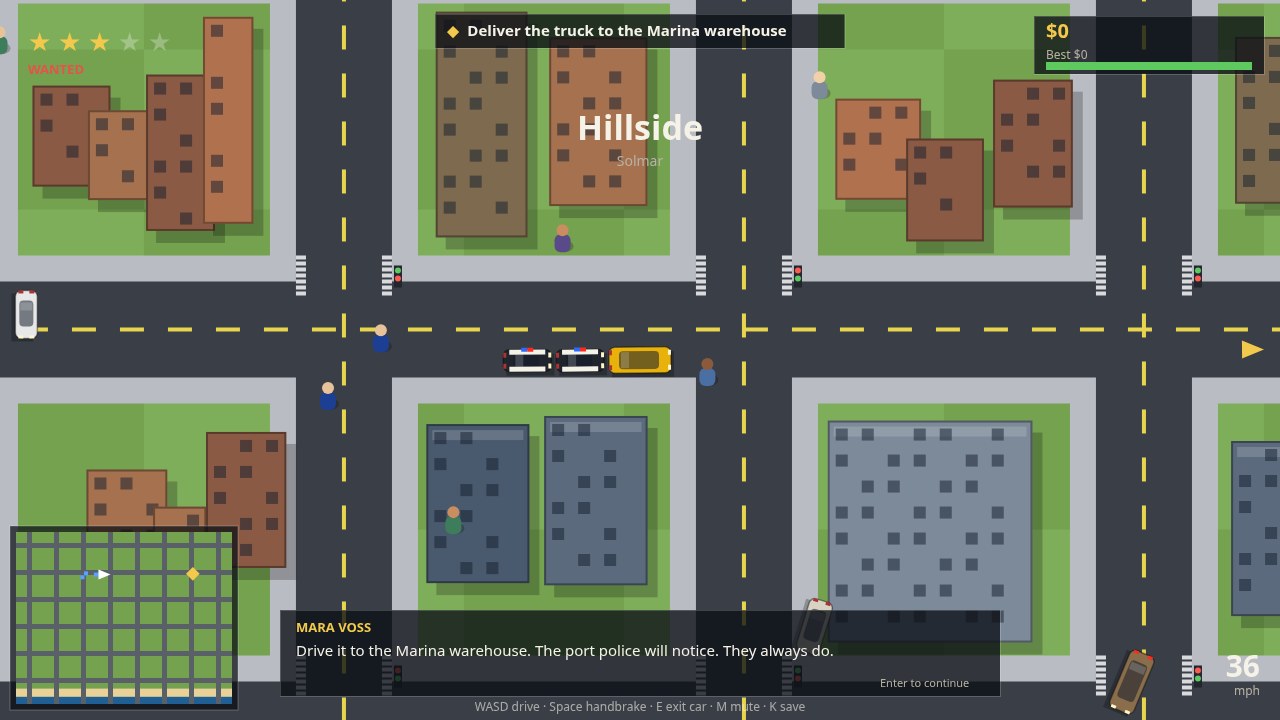 WANTED
◆ Deliver the truck to the Marina warehouse
$0
Best $0
Hillside
Solmar
MARA VOSS
Drive it to the Marina warehouse. The port police will notice. They always do.
Enter to continue
36
mph
WASD drive · Space handbrake · E exit car · M mute · K save